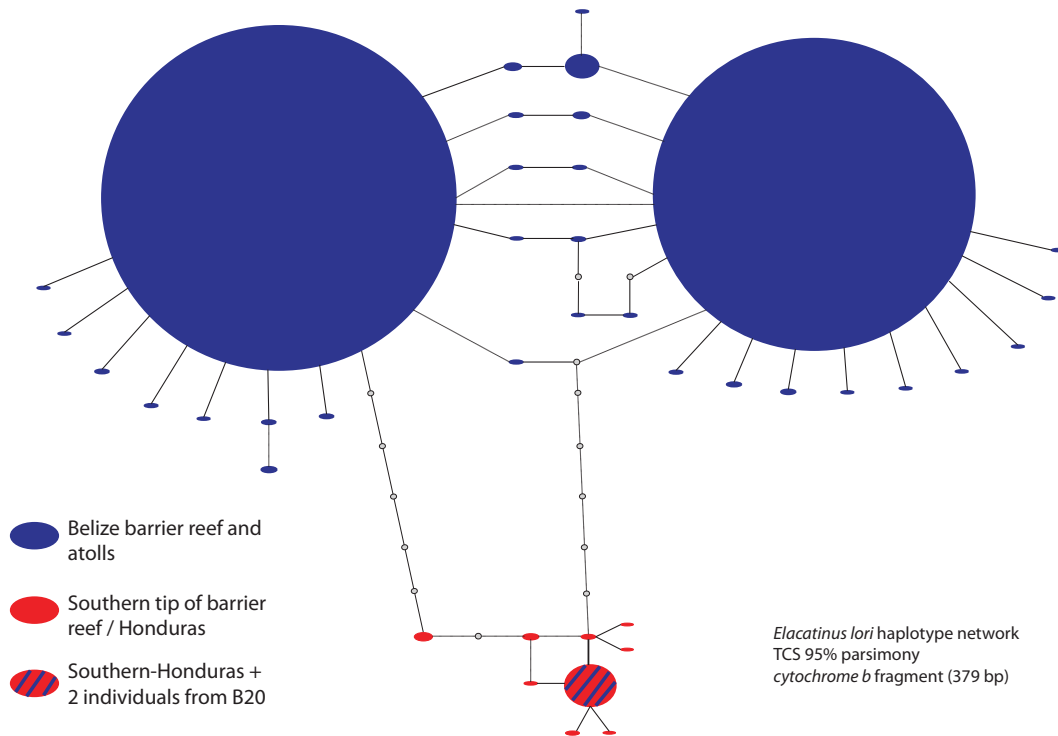 Belize barrier reef and
atolls
Southern tip of barrier
reef / Honduras
Southern-Honduras +
2 individuals from B20
Elacatinus lori haplotype network
TCS 95% parsimony
cytochrome b fragment (379 bp)